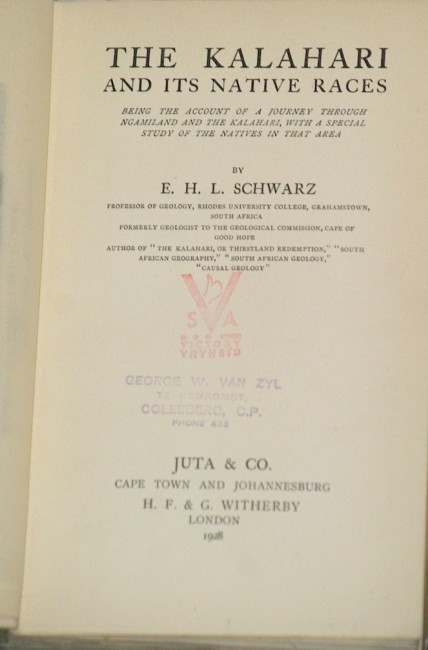 THE KALAHARI
AND ITS NATIVE RACES
BEING THE ACCOUNT OF A JOURNEY THROUGH
NGAMILAND AND THE KALAHARI, WITH A SPECIAL
STUDY OF THE NATIVES IN THAT AREA
BY
E. H. L. SCHWARZ
PROFESSOR OF GEOLOGY, RHODES UNIVERSITY COLLEGE, GRAHAMSTOWN,
SOUTH AFRICA
FORMERLY GEOLOGIST TO THE GEOLOGICAL COMMISSION, CAPE OF
GOOD HOPE
AUTHOR OF "THE KALAHARI, OR THIRSTLAND REDEMPTION," "SOUTH
AFRICAN GEOGRAPHY," "SOUTH AFRICAN GEOLOGY,"
"CAUSAL GEOLOGY"
V
S A
VICTORY
VRYHEID
GEORGE W. VAN ZYL
COLESBERG, C.P.
PHONE
JUTA & CO.
CAPE TOWN AND JOHANNESBURG
H. F. & G. WITHERBY
LONDON
1928